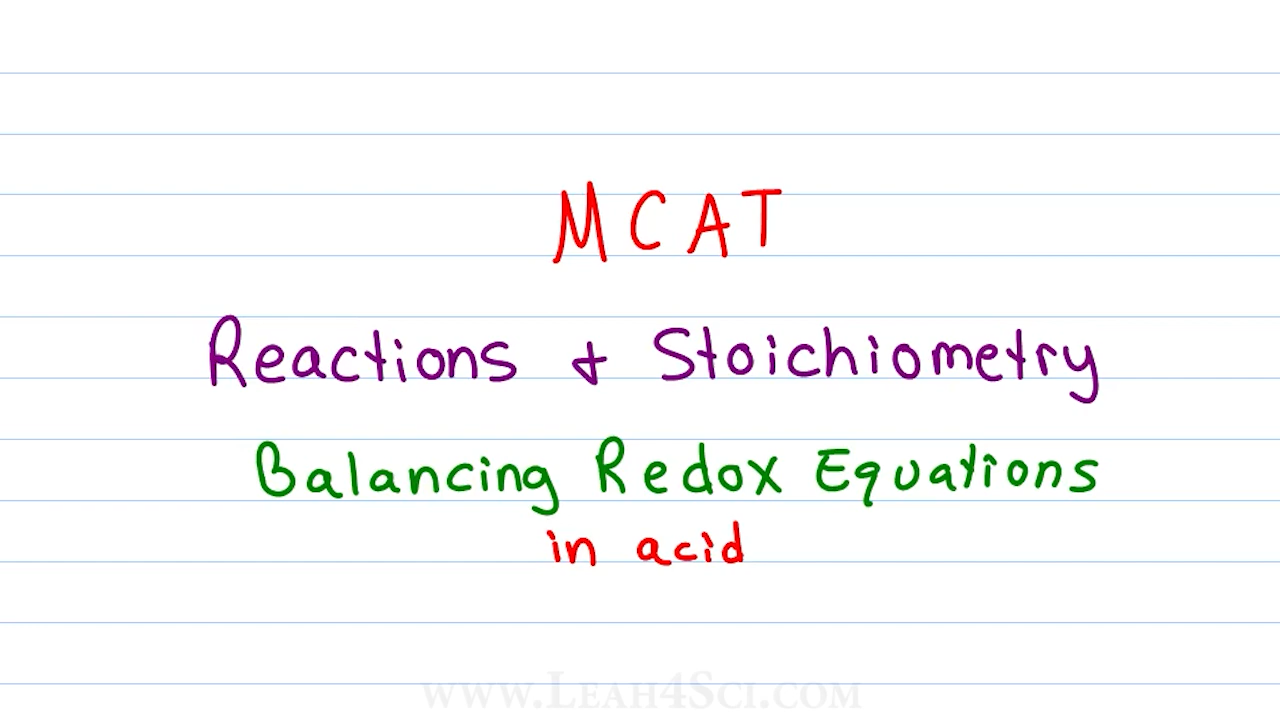 MCAT
Reactions + Stoichiometry
Balancing Redox Equations
in acid
www.Leah4Sci.com